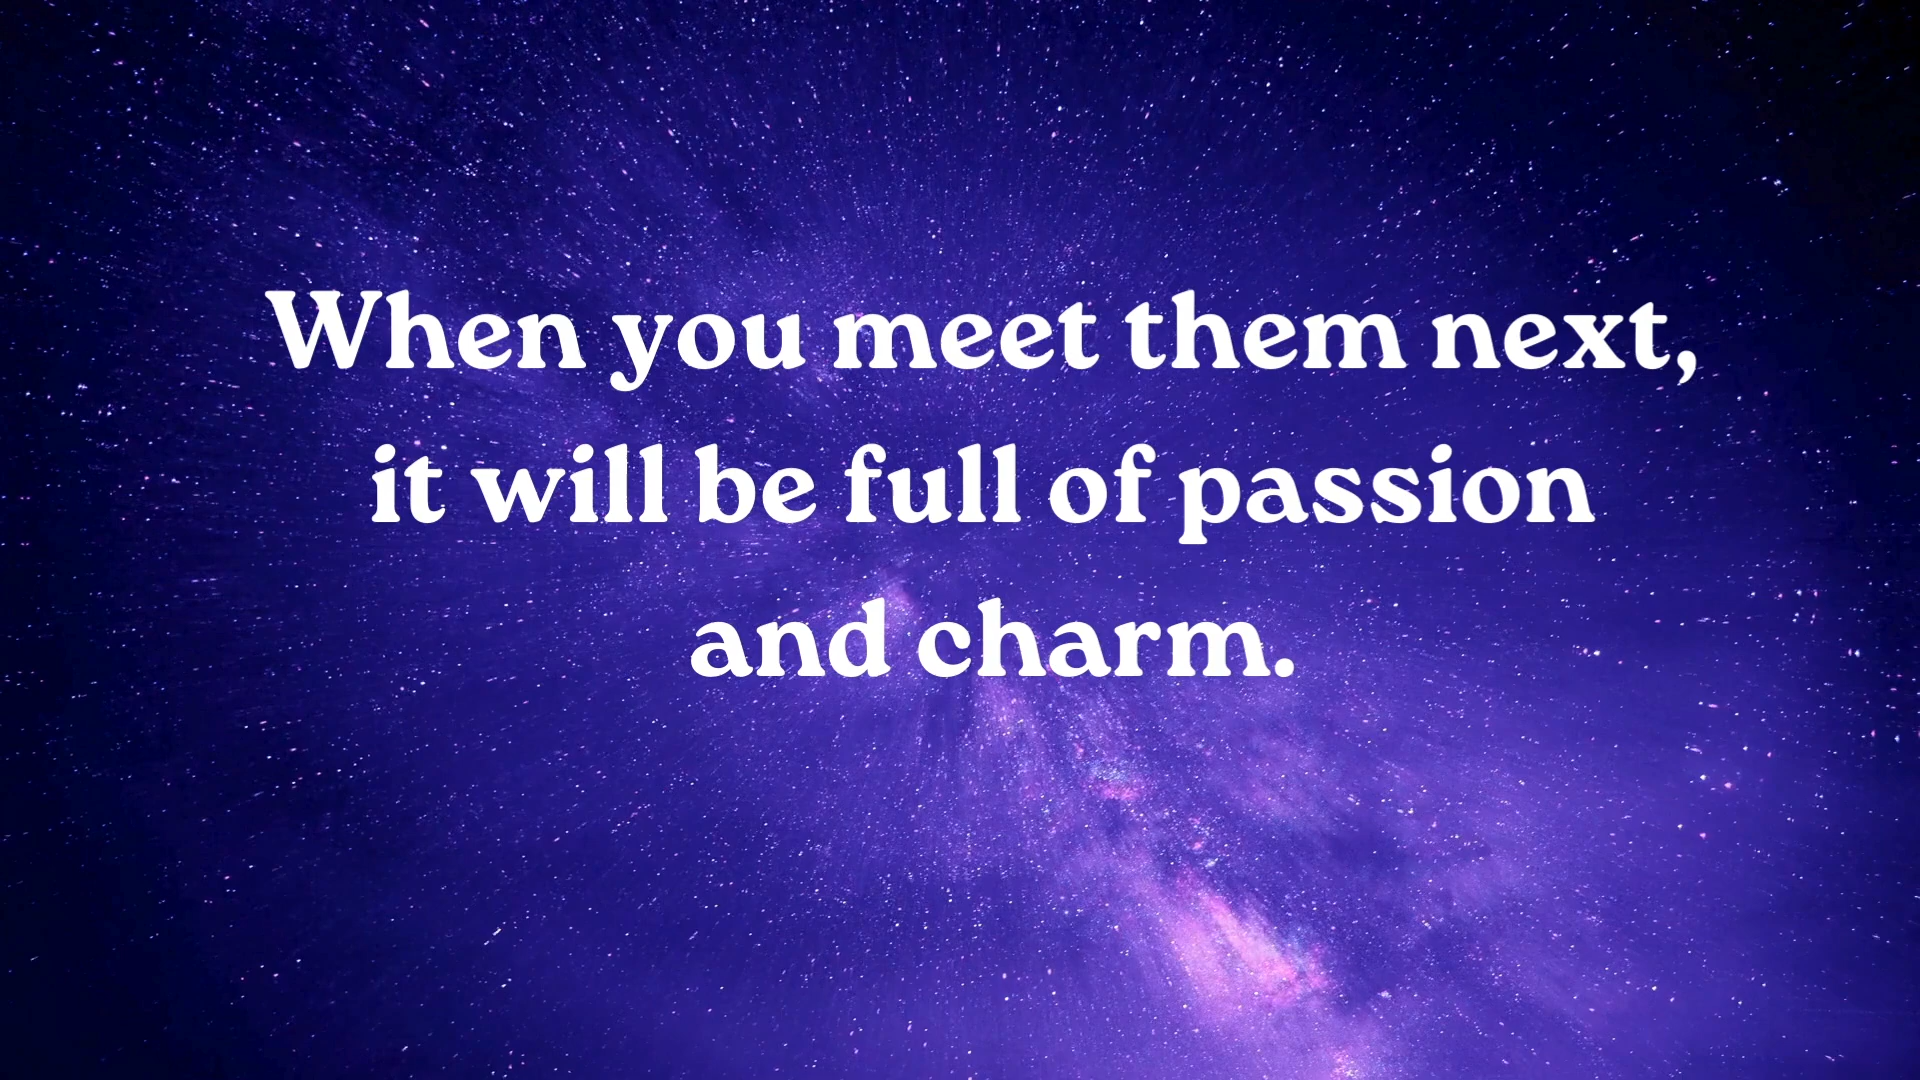 When you meet them next,
it will be full of passion
and charm.